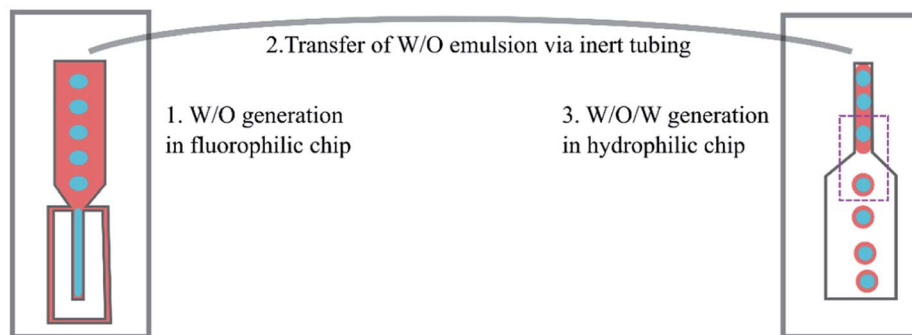 2.Transfer of W/O emulsion via inert tubing
1. W/O generation
in fluorophilic chip
3. W/O/W generation
in hydrophilic chip